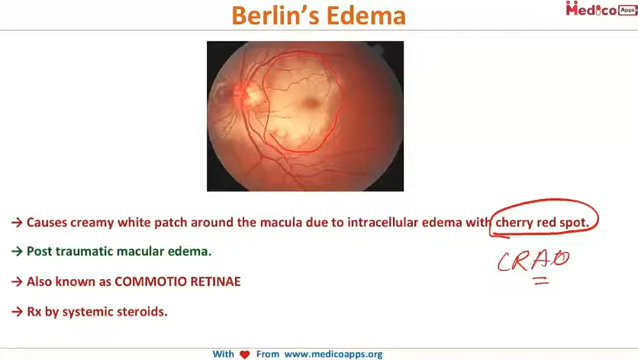 Berlin's Edema
Medico Apps
→ Causes creamy white patch around the macula due to intracellular edema with cherry red spot.
CRAO
→ Post traumatic macular edema.
→ Also known as COMMOTIO RETINAE
→ Rx by systemic steroids.
With ♥ From www.medicoapps.org